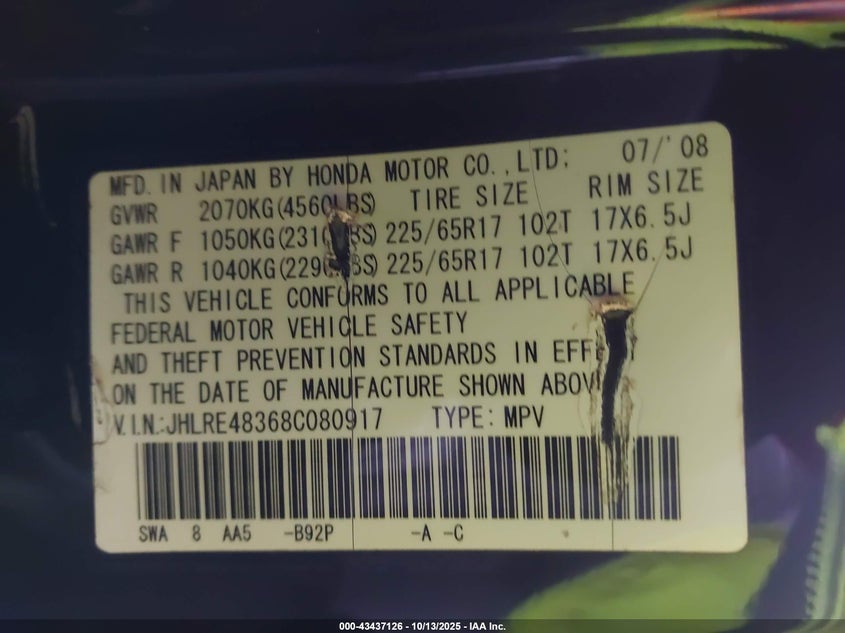 MFD. IN JAPAN BY HONDA MOTOR CO., LTD: 07/'08
GVWR 2070KG(4560LBS) TIRE SIZE RIM SIZE
GAWR F 1050KG(2310LBS) 225/65R17 102T 17X6.5J
GAWR R 1040KG(2290LBS) 225/65R17 102T 17X6.5J
THIS VEHICLE CONFORMS TO ALL APPLICABLE
FEDERAL MOTOR VEHICLE SAFETY
AND THEFT PREVENTION STANDARDS IN EFFECT
ON THE DATE OF MANUFACTURE SHOWN ABOVE
V.I.N.:JHLRE48368C080917 TYPE: MPV
SWA 8 AA5 -B92P -A -C
000-43437126 - 10/13/2025 - IAA Inc.